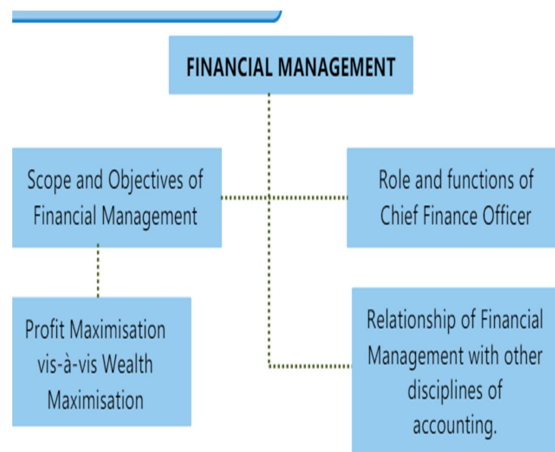 FINANCIAL MANAGEMENT
Scope and Objectives of
Financial Management
Role and functions of
Chief Finance Officer
Profit Maximisation
vis-à-vis Wealth
Maximisation
Relationship of Financial
Management with other
disciplines of
accounting.